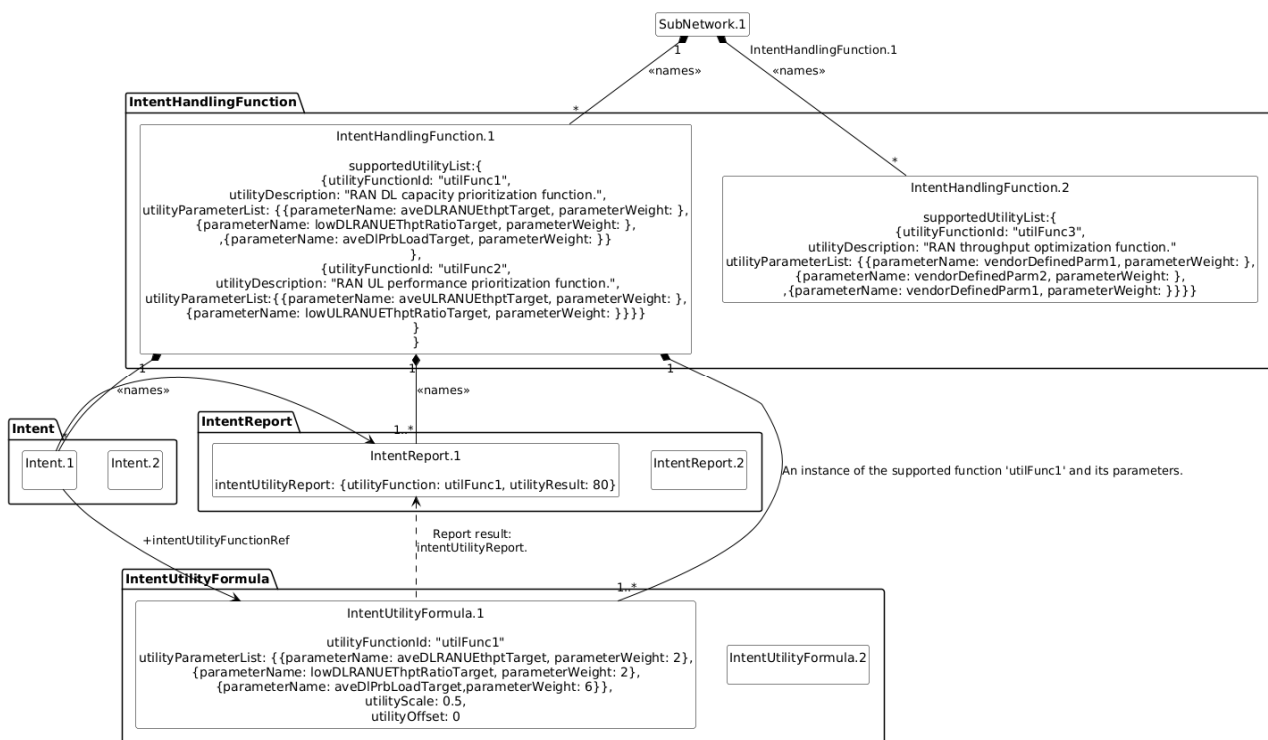 SubNetwork.1
1
IntentHandlingFunction.1
«names»
«names»
*
*
IntentHandlingFunction
IntentHandlingFunction.1
supportedUtilityList:{
{utilityFunctionId: "utilFunc1",
utilityDescription: "RAN DL capacity prioritization function.",
utilityParameterList: {{parameterName: aveDLRANUEthptTarget, parameterWeight: },
{parameterName: lowDLRANUEThptRatioTarget, parameterWeight: },
,{parameterName: aveDlPrbLoadTarget, parameterWeight: }}
},
{utilityFunctionId: "utilFunc2",
utilityDescription: "RAN UL performance prioritization function.",
utilityParameterList:{{parameterName: aveULRANUEthptTarget, parameterWeight: },
{parameterName: lowULRANUEThptRatioTarget, parameterWeight: }}}}
}
}
IntentHandlingFunction.2
supportedUtilityList:{
{utilityFunctionId: "utilFunc3",
utilityDescription: "RAN throughput optimization function."
utilityParameterList: {{parameterName: vendorDefinedParm1, parameterWeight: },
{parameterName: vendorDefinedParm2, parameterWeight: },
,{parameterName: vendorDefinedParm1, parameterWeight: }}}}
1
1
1
«names»
«names»
Intent
*
Intent.1
Intent.2
IntentReport
1..*
IntentReport.1
intentUtilityReport: {utilityFunction: utilFunc1, utilityResult: 80}
IntentReport.2
An instance of the supported function 'utilFunc1' and its parameters.
+intentUtilityFunctionRef
Report result:
intentUtilityReport.
IntentUtilityFormula
1..*
IntentUtilityFormula.1
utilityFunctionId: "utilFunc1"
utilityParameterList: {{parameterName: aveDLRANUEthptTarget, parameterWeight: 2},
{parameterName: lowDLRANUEThptRatioTarget, parameterWeight: 2},
{parameterName: aveDlPrbLoadTarget,parameterWeight: 6}},
utilityScale: 0.5,
utilityOffset: 0
IntentUtilityFormula.2